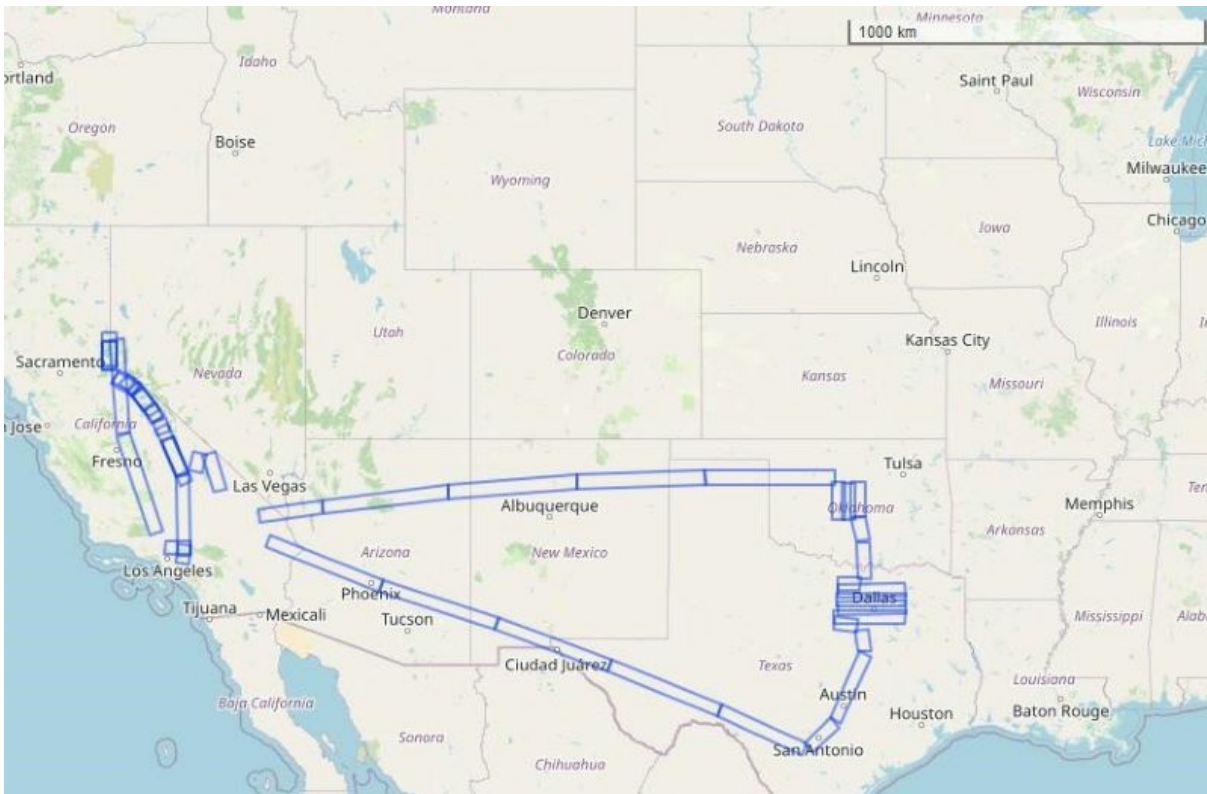 Montana
Minnesota
1000 km
ortland
Idaho
Saint Paul
Wisconsin
Oregon
Boise
South Dakota
Lake Mich
Milwaukee
Wyoming
Chicago
Nebraska
Iowa
Lincoln
Denver
Utah
Illinois
Kansas City
Sacramento
Nevada
Colorado
Kansas
Missouri
n Jose
California
Fresno
Las Vegas
Tulsa
Albuquerque
Oklahoma
Memphis
Ten
Arkansas
Arizona
New Mexico
Los Angeles
Phoenix
Dallas
Tijuana
Mexicali
Tucson
Mississippi
Alab
Ciudad Juárez
Texas
Louisiana
Baja California
Austin
Houston
Baton Rouge
Sonora
San Antonio
Chihuahua